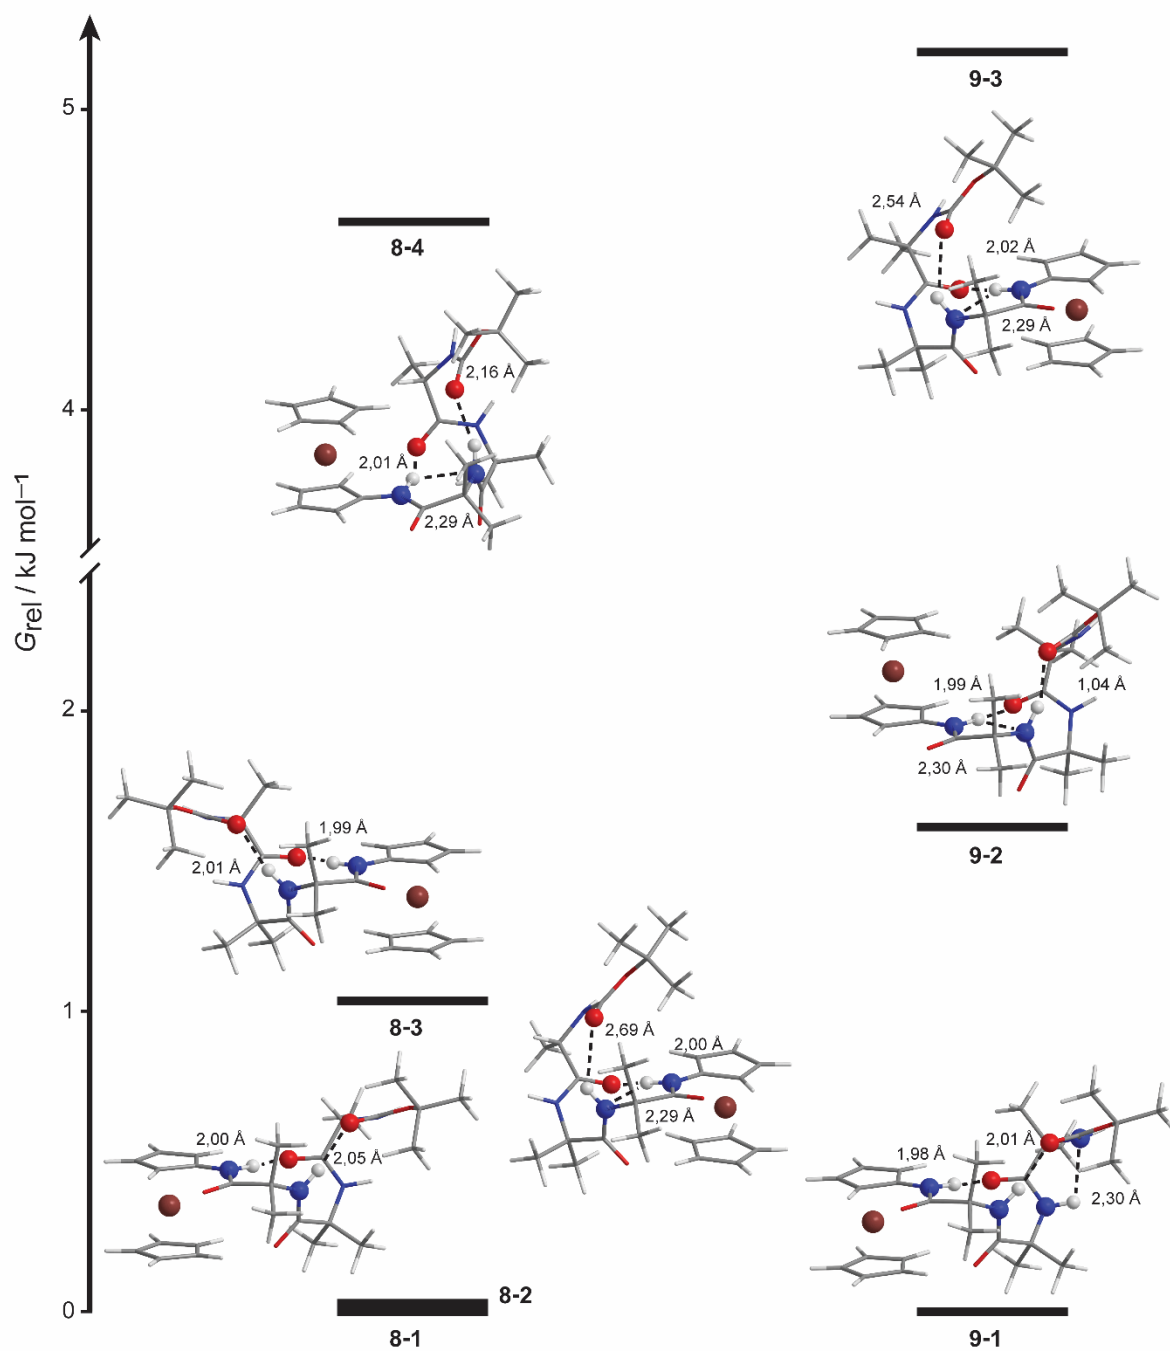 9-3
5
2,54 Å
8-4
2,02 Å
2,29 Å
2,16 Å
4
2,01 Å
2,29 Å
Grel / kJ mol–1
1,99 Å
1,04 Å
2
2,30 Å
1,99 Å
9-2
2,01 Å
1
8-3
2,69 Å
2,00 Å
2,29 Å
2,00 Å
2,05 Å
2,01 Å
1,98 Å
2,30 Å
8-2
0
8-1
9-1